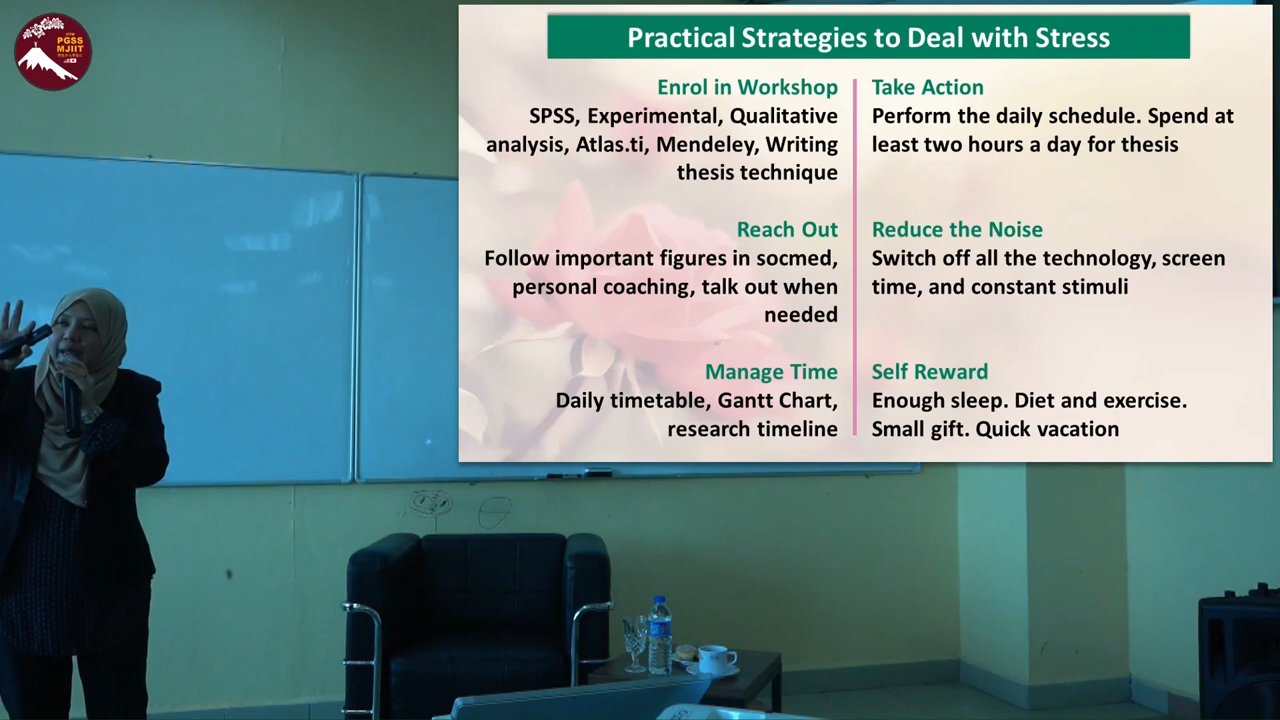 PGSS
MJIIT
Practical Strategies to Deal with Stress
Enrol in Workshop
SPSS, Experimental, Qualitative
analysis, Atlas.ti, Mendeley, Writing
thesis technique
Reach Out
Follow important figures in socmed,
personal coaching, talk out when
needed
Manage Time
Daily timetable, Gantt Chart,
research timeline
Take Action
Perform the daily schedule. Spend at
least two hours a day for thesis
Reduce the Noise
Switch off all the technology, screen
time, and constant stimuli
Self Reward
Enough sleep. Diet and exercise.
Small gift. Quick vacation